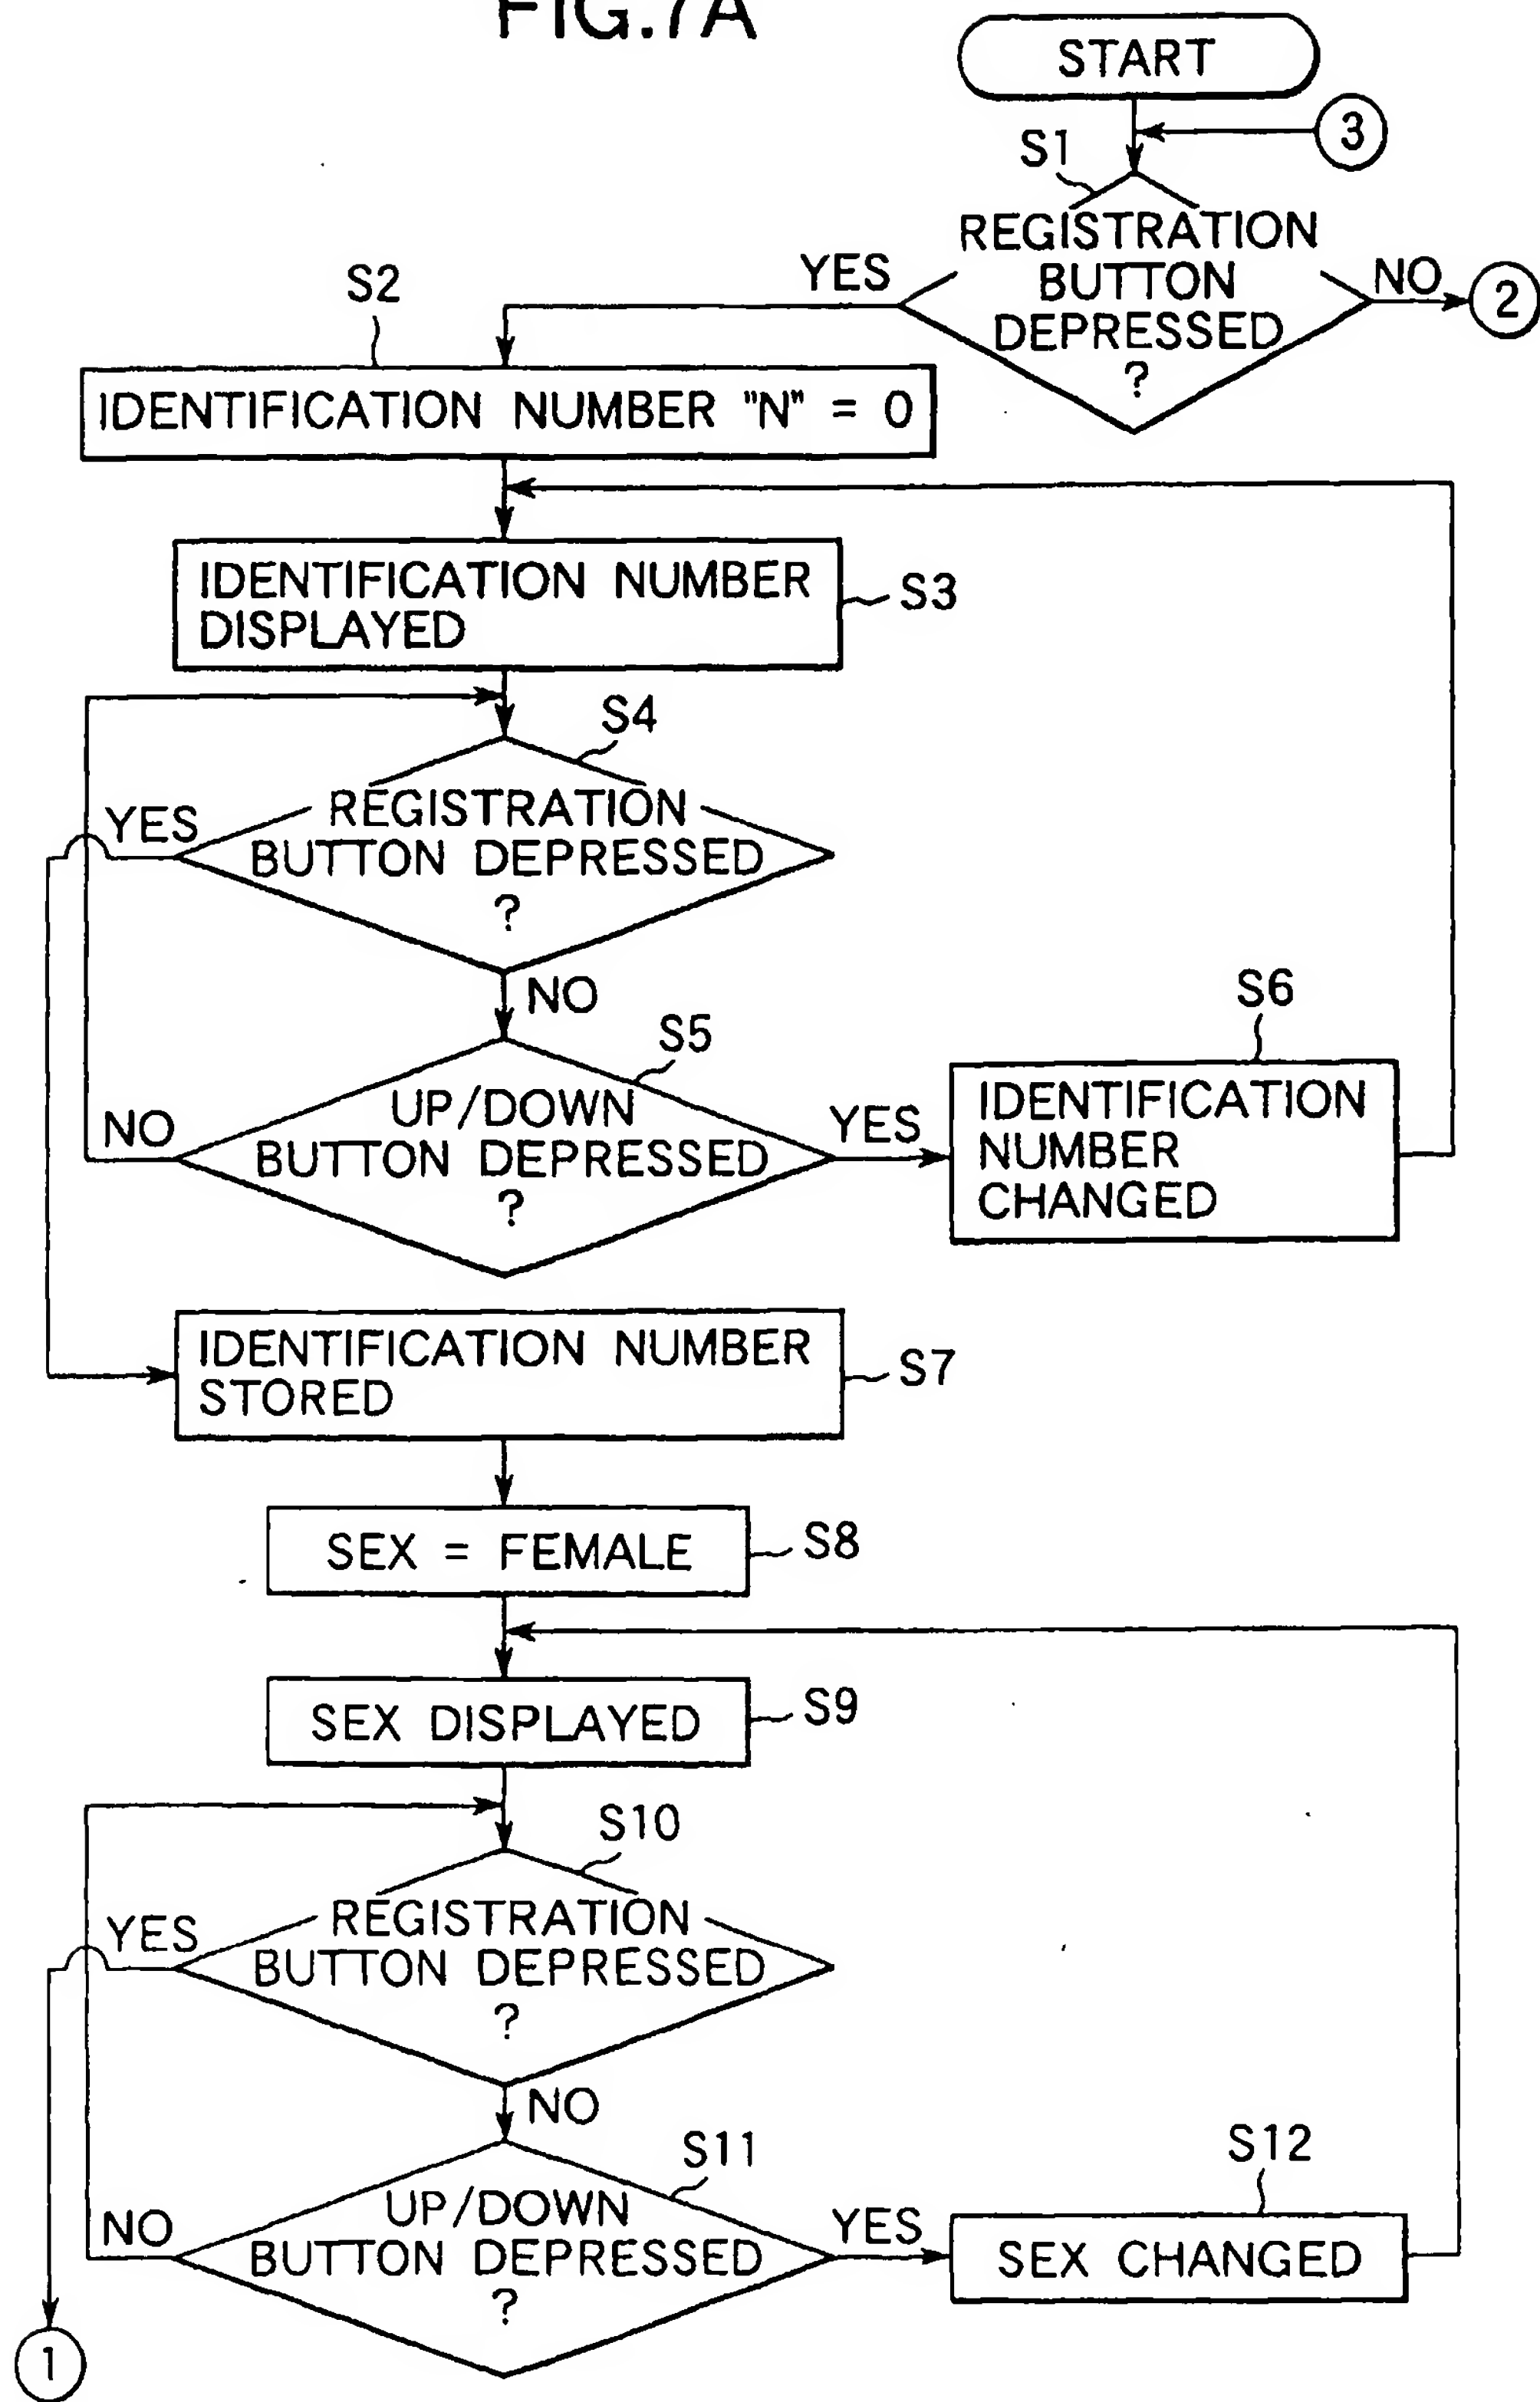 FIG.7A
START
3
S1
REGISTRATION
BUTTON
DEPRESSED
?
YES
NO
2
S2
IDENTIFICATION NUMBER "N" = 0
IDENTIFICATION NUMBER
DISPLAYED
S3
S4
REGISTRATION
BUTTON DEPRESSED
?
YES
NO
S5
UP/DOWN
BUTTON DEPRESSED
?
NO
YES
S6
IDENTIFICATION
NUMBER
CHANGED
IDENTIFICATION NUMBER
STORED
S7
SEX = FEMALE
S8
SEX DISPLAYED
S9
S10
REGISTRATION
BUTTON DEPRESSED
?
YES
NO
S11
UP/DOWN
BUTTON DEPRESSED
?
NO
YES
S12
SEX CHANGED
1